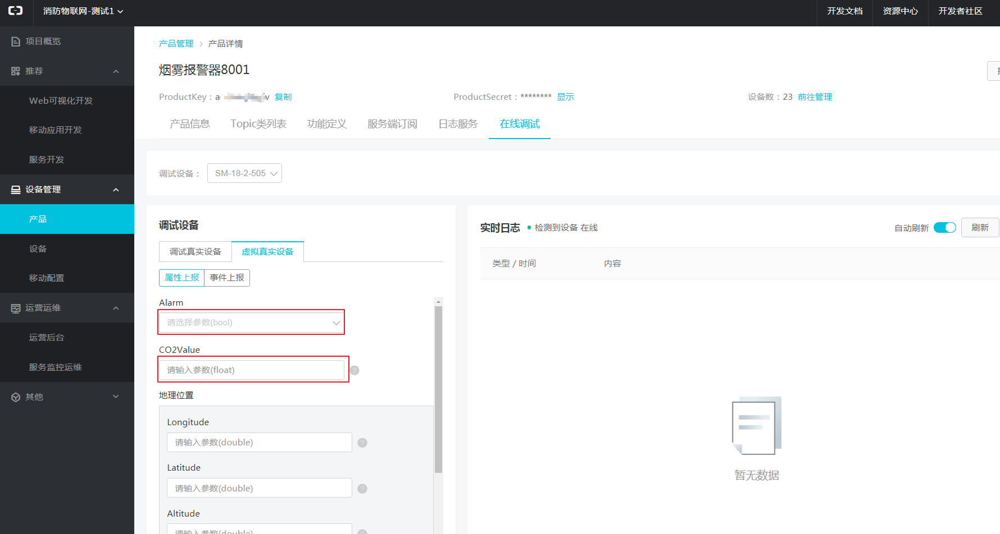 消防物联网-测试1
开发文档
资源中心
开发者社区
项目概览
推荐
Web可视化开发
移动应用开发
服务开发
设备管理
产品
设备
移动配置
运营运维
运营后台
服务监控运维
其他
产品管理 > 产品详情
烟雾报警器8001
ProductKey : a v 复制
ProductSecret : ******** 显示
设备数 : 23 前往管理
产品信息
Topic类列表
功能定义
服务端订阅
日志服务
在线调试
调试设备 :
SM-18-2-505
调试设备
调试真实设备
虚拟真实设备
属性上报
事件上报
Alarm
请选择参数(bool)
CO2Value
请输入参数(float)
?
地理位置
Longitude
请输入参数(double)
?
Latitude
请输入参数(double)
?
Altitude
请输入参数(double)
实时日志
检测到设备 在线
自动刷新
刷新
类型 / 时间
内容
暂无数据